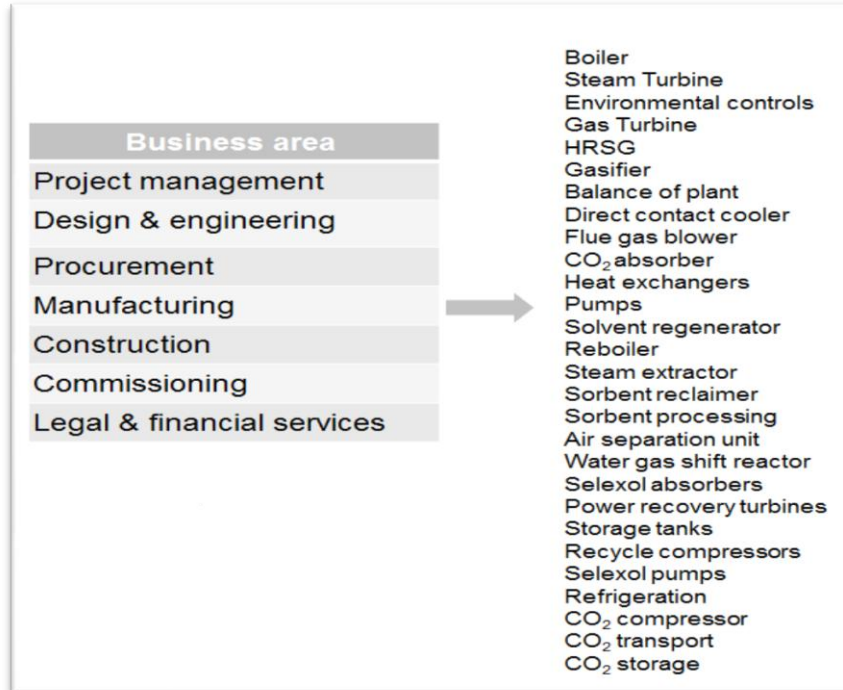 Business area
Project management
Design & engineering
Procurement
Manufacturing
Construction
Commissioning
Legal & financial services
Boiler
Steam Turbine
Environmental controls
Gas Turbine
HRSG
Gasifier
Balance of plant
Direct contact cooler
Flue gas blower
CO₂ absorber
Heat exchangers
Pumps
Solvent regenerator
Reboiler
Steam extractor
Sorbent reclaimer
Sorbent processing
Air separation unit
Water gas shift reactor
Selexol absorbers
Power recovery turbines
Storage tanks
Recycle compressors
Selexol pumps
Refrigeration
CO₂ compressor
CO₂ transport
CO₂ storage